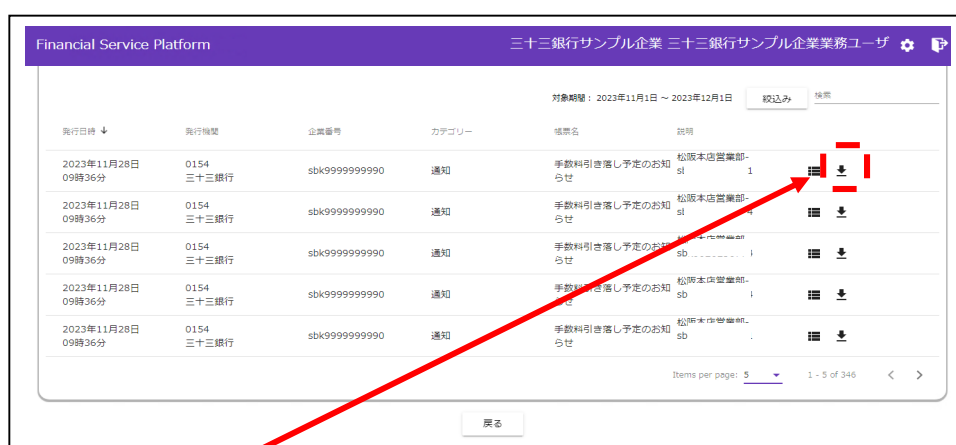 Financial Service Platform 三十三銀行サンプル企業 三十三銀行サンプル企業業務ユーザ
対象期間： 2023年11月1日 ～ 2023年12月1日 絞込み 検索
発行日時 発行機関 企業番号 カテゴリー 帳票名 説明
2023年11月28日 09時36分 0154 三十三銀行 sbk9999999990 通知 手数料引き落し予定のお知らせ 松阪本店営業部- 1
2023年11月28日 09時36分 0154 三十三銀行 sbk9999999990 通知 手数料引き落し予定のお知らせ 松阪本店営業部-
2023年11月28日 09時36分 0154 三十三銀行 sbk9999999990 通知 手数料引き落し予定のお知らせ sb
2023年11月28日 09時36分 0154 三十三銀行 sbk9999999990 通知 手数料引き落し予定のお知らせ 松阪本店営業部- sb
2023年11月28日 09時36分 0154 三十三銀行 sbk9999999990 通知 手数料引き落し予定のお知らせ 松阪本店営業部- sb
Items per page: 5 1 - 5 of 346
戻る